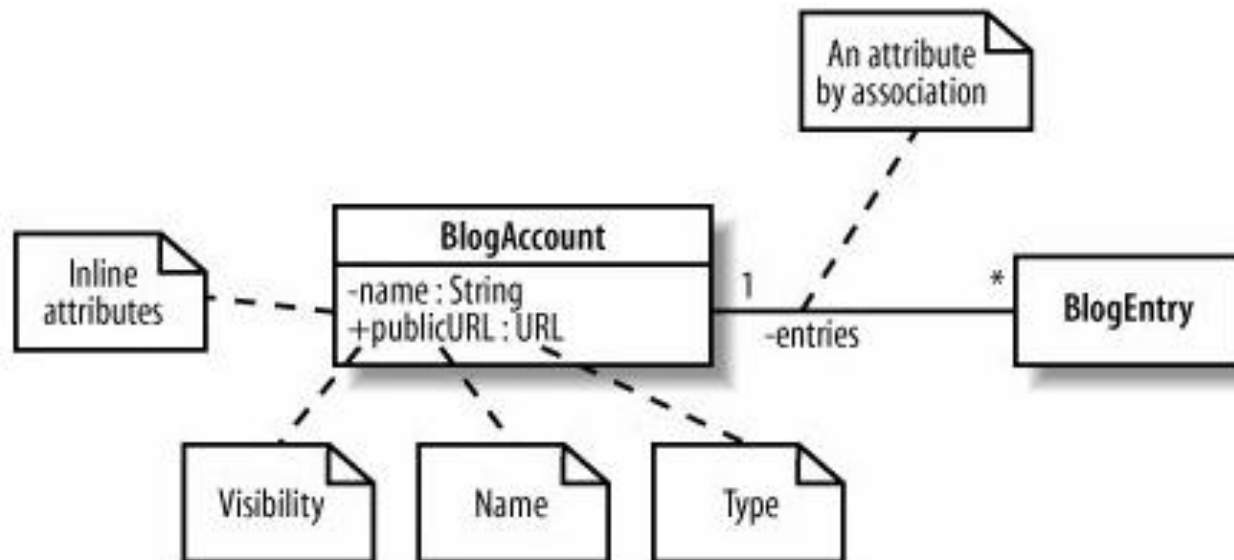 An attribute
by association
BlogAccount
Inline
attributes
-name : String
+publicURL : URL
1
*
-entries
BlogEntry
Visibility
Name
Type